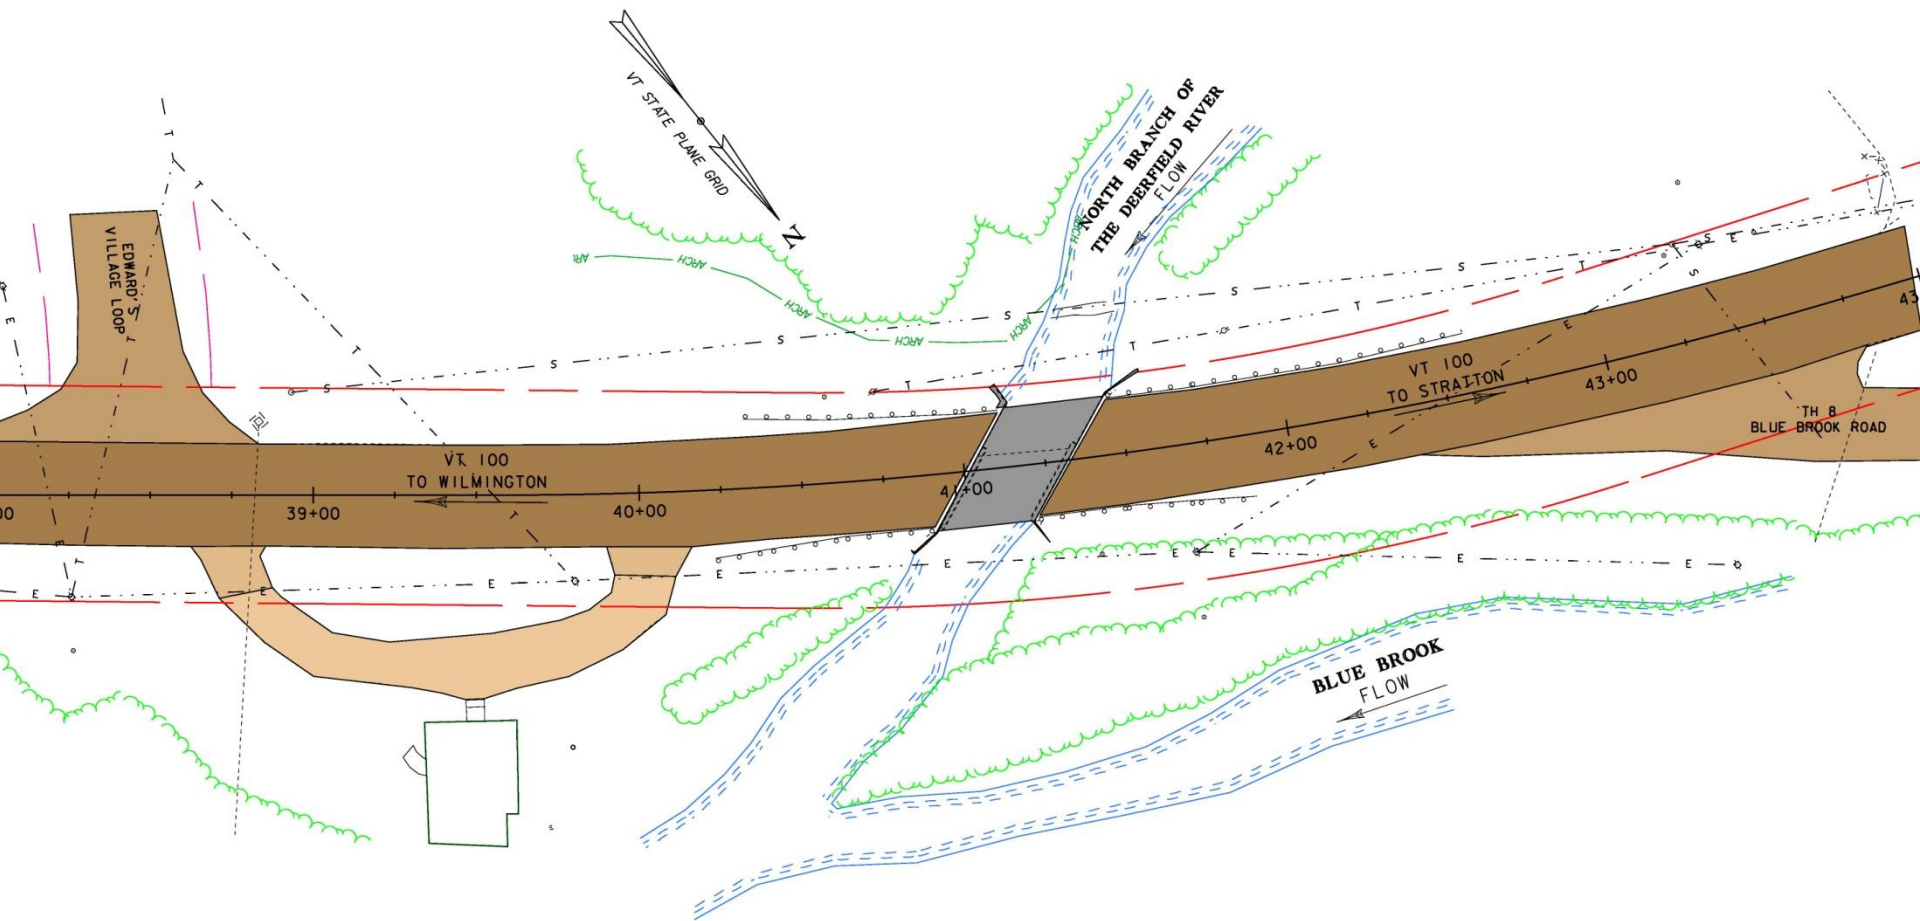 VT STATE PLANE GRID
N
NORTH BRANCH OF
THE DEERFIELD RIVER
FLOW
EDWARD'S
VILLAGE LOOP
T
T
T
T
T
T
E
E
E
E
E
E
E
E
E
E
E
E
E
S
S
S
S
S
S
S
S
T
T
T
T
T
ARCH
ARCH
ARCH
ARCH
ARCH
VT 100
TO WILMINGTON
VT 100
TO STRATTON
00
39+00
40+00
41+00
42+00
43+00
43
TH 8
BLUE BROOK ROAD
BLUE BROOK
FLOW